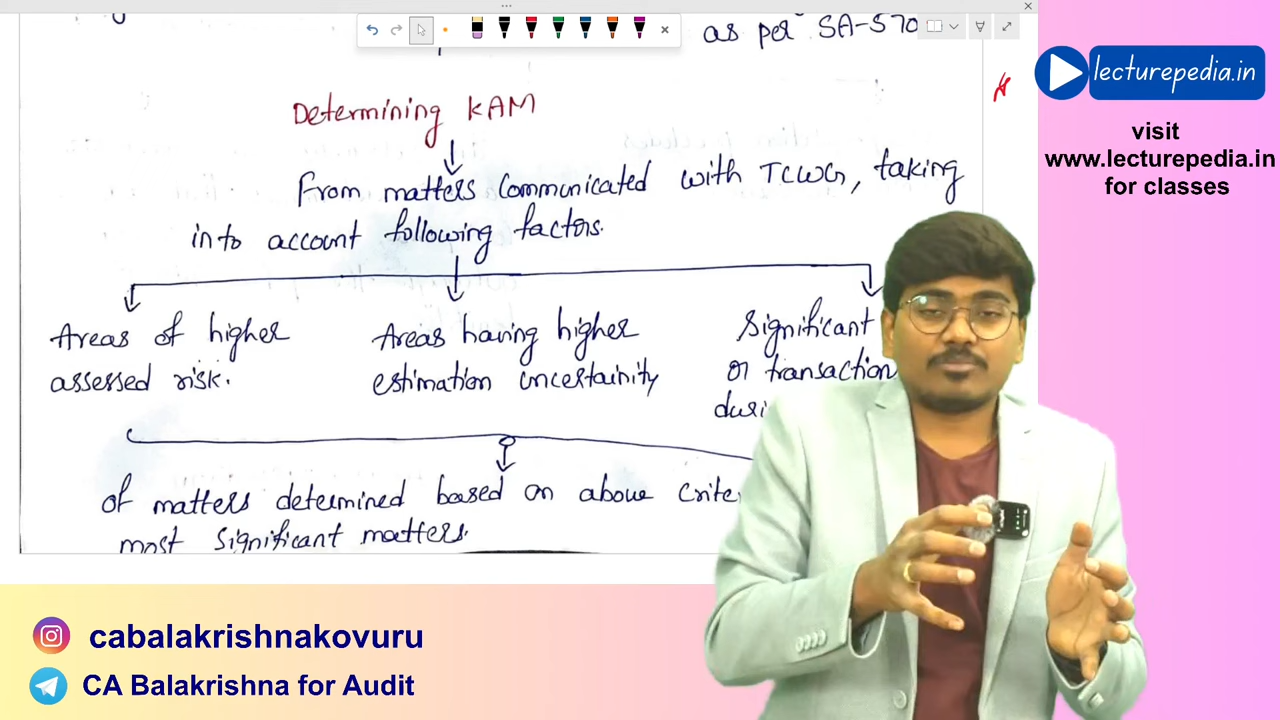 as per SA-570
lecturepedia.in
visit
www.lecturepedia.in
for classes
Determining KAM
From matters communicated with TCWG, taking
into account following factors.
Areas of higher
assessed risk.
Areas having higher
estimation uncertainity
Significant
or transaction
of matters determined based on above
most significant matters.
cabalakrishnakovuru
CA Balakrishna for Audit